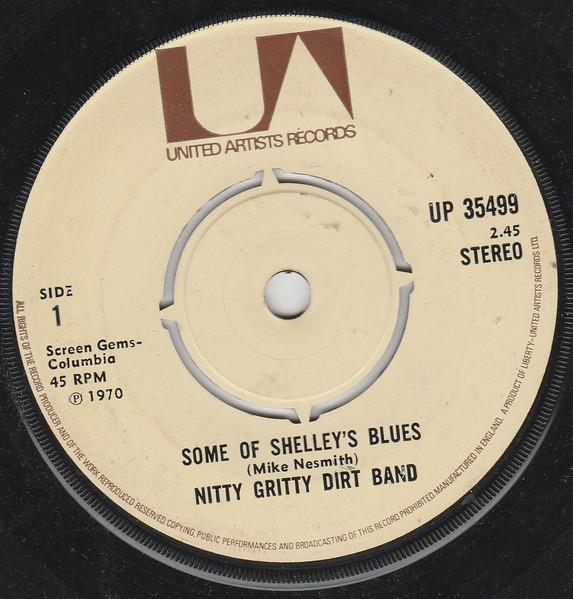 UA
UNITED ARTISTS RECORDS
UP 35499
2.45
STEREO
SIDE
1
Screen Gems-
Columbia
45 RPM
℗ 1970
SOME OF SHELLEY'S BLUES
(Mike Nesmith)
NITTY GRITTY DIRT BAND
ALL RIGHTS OF THE RECORD PRODUCER AND OF THE OWNER OF THE WORK REPRODUCED RESERVED. COPYING, PUBLIC PERFORMANCES AND BROADCASTING OF THIS RECORD PROHIBITED. MANUFACTURED IN ENGLAND. A PRODUCT OF LIBERTY-UNITED ARTISTS RECORDS LTD.